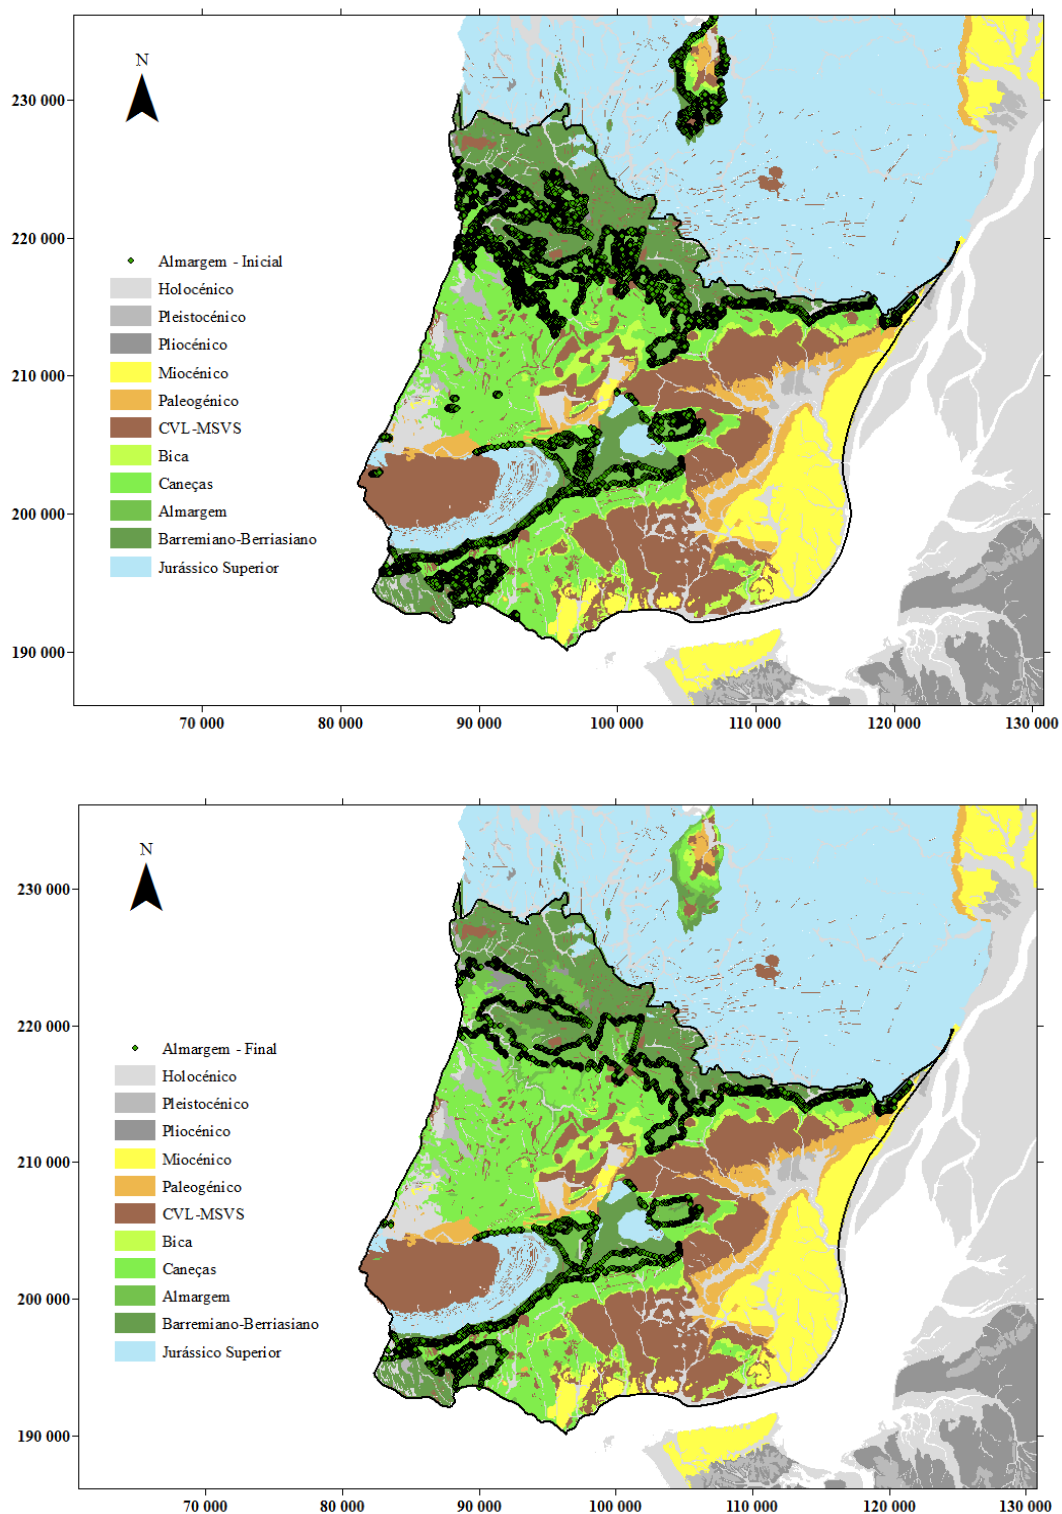 N
230 000
220 000
Almargem - Inicial
Holocénico
Pleistocénico
Pliocénico
Miocénico
210 000
Paleogénico
CVL-MSVS
Bica
Caneças
200 000
Almargem
Barremiano-Berriasiano
Jurássico Superior
190 000
70 000 80 000 90 000 100 000 110 000 120 000 130 000
N
230 000
220 000
Almargem - Final
Holocénico
Pleistocénico
Pliocénico
Miocénico
210 000
Paleogénico
CVL-MSVS
Bica
Caneças
200 000
Almargem
Barremiano-Berriasiano
Jurássico Superior
190 000
70 000 80 000 90 000 100 000 110 000 120 000 130 000